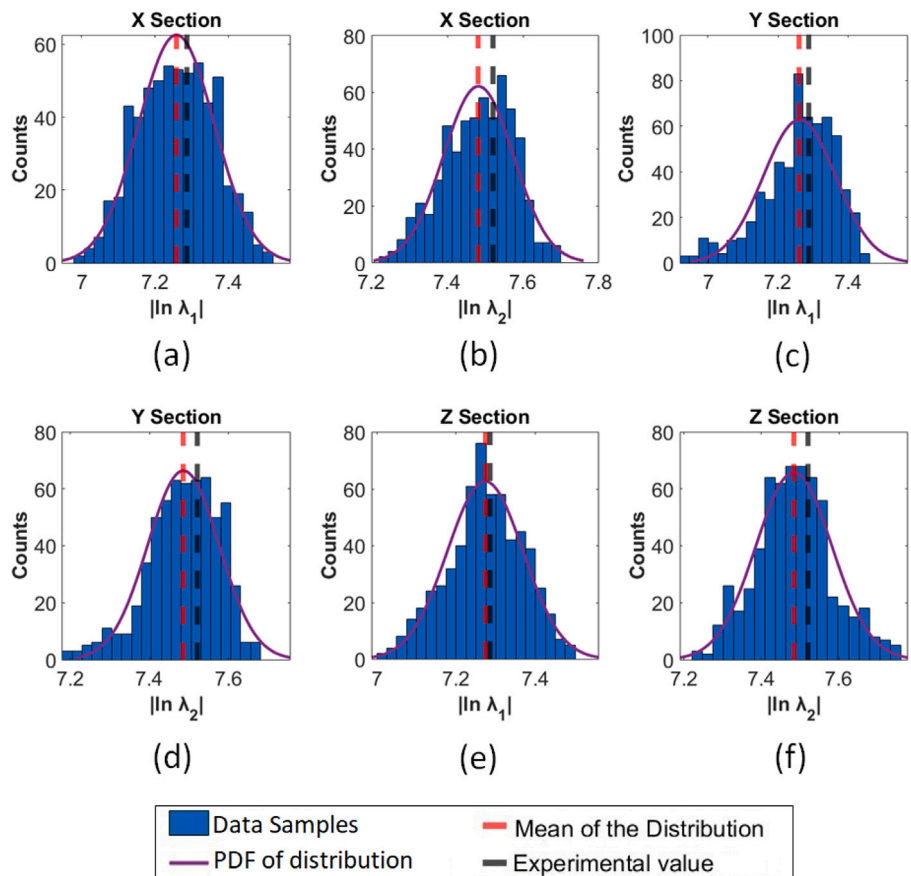 X Section
60
40
20
0
Counts
7
7.2
7.4
|ln λ1|
(a)
X Section
80
60
40
20
0
Counts
7.2
7.4
7.6
7.8
|ln λ2|
(b)
Y Section
100
80
60
40
20
0
Counts
7
7.2
7.4
|ln λ1|
(c)
Y Section
80
60
40
20
0
Counts
7.2
7.4
7.6
|ln λ2|
(d)
Z Section
80
60
40
20
0
Counts
7
7.2
7.4
|ln λ1|
(e)
Z Section
80
60
40
20
0
Counts
7.2
7.4
7.6
|ln λ2|
(f)
Data Samples
Mean of the Distribution
PDF of distribution
Experimental value